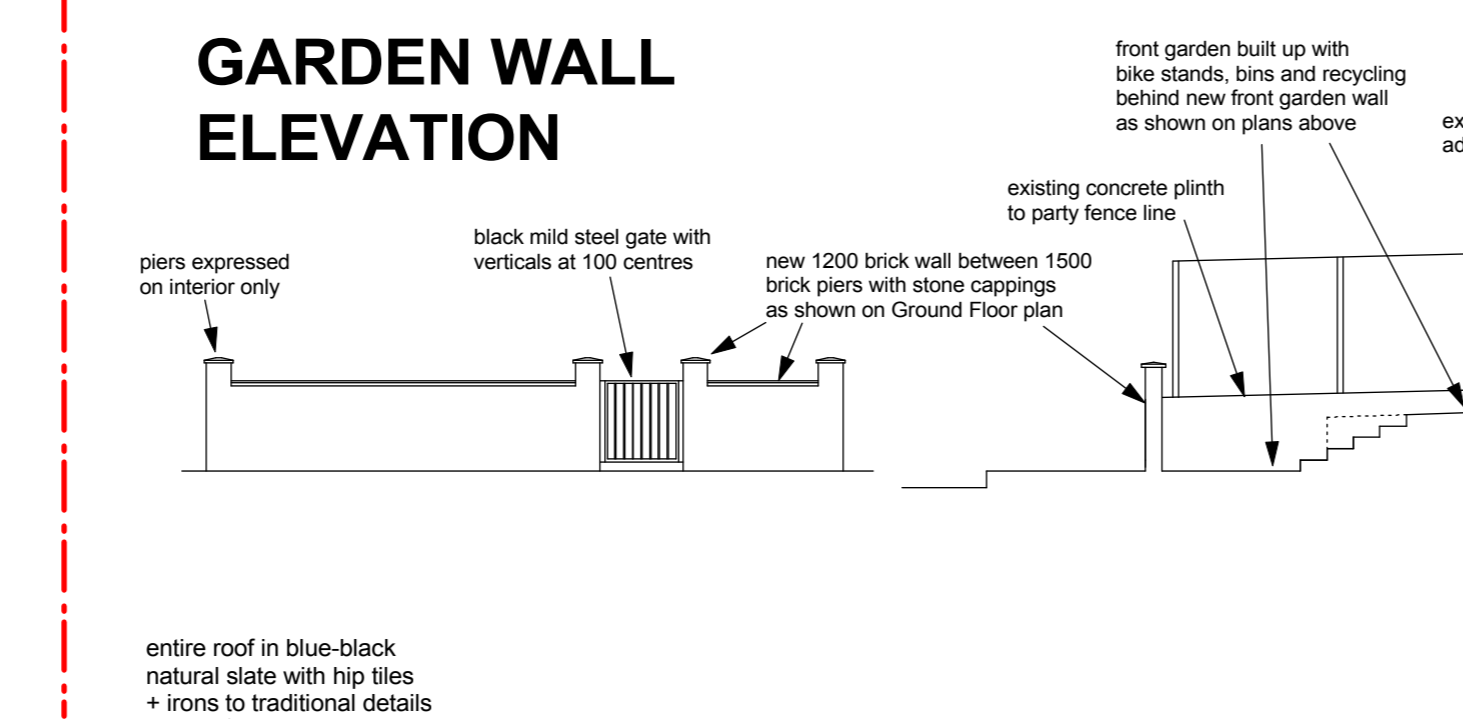 GARDEN WALL
ELEVATION
front garden built up with
bike stands, bins and recycling
behind new front garden wall
as shown on plans above
ex
ad
existing concrete plinth
to party fence line
black mild steel gate with
verticals at 100 centres
piers expressed
on interior only
new 1200 brick wall between 1500
brick piers with stone cappings
as shown on Ground Floor plan
entire roof in blue-black
natural slate with hip tiles
+ irons to traditional details